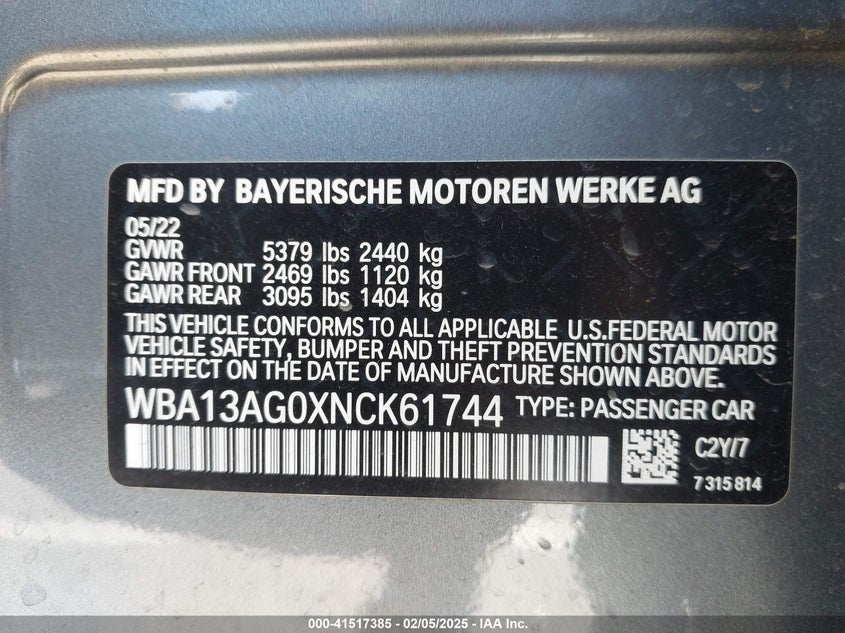 MFD BY BAYERISCHE MOTOREN WERKE AG
05/22
GVWR 5379 lbs 2440 kg
GAWR FRONT 2469 lbs 1120 kg
GAWR REAR 3095 lbs 1404 kg
THIS VEHICLE CONFORMS TO ALL APPLICABLE U.S.FEDERAL MOTOR
VEHICLE SAFETY, BUMPER AND THEFT PREVENTION STANDARDS
IN EFFECT ON THE DATE OF MANUFACTURE SHOWN ABOVE.
WBA13AG0XNCK61744 TYPE: PASSENGER CAR
C2Y/7
7315814
000-41517385 - 02/05/2025 - IAA Inc.